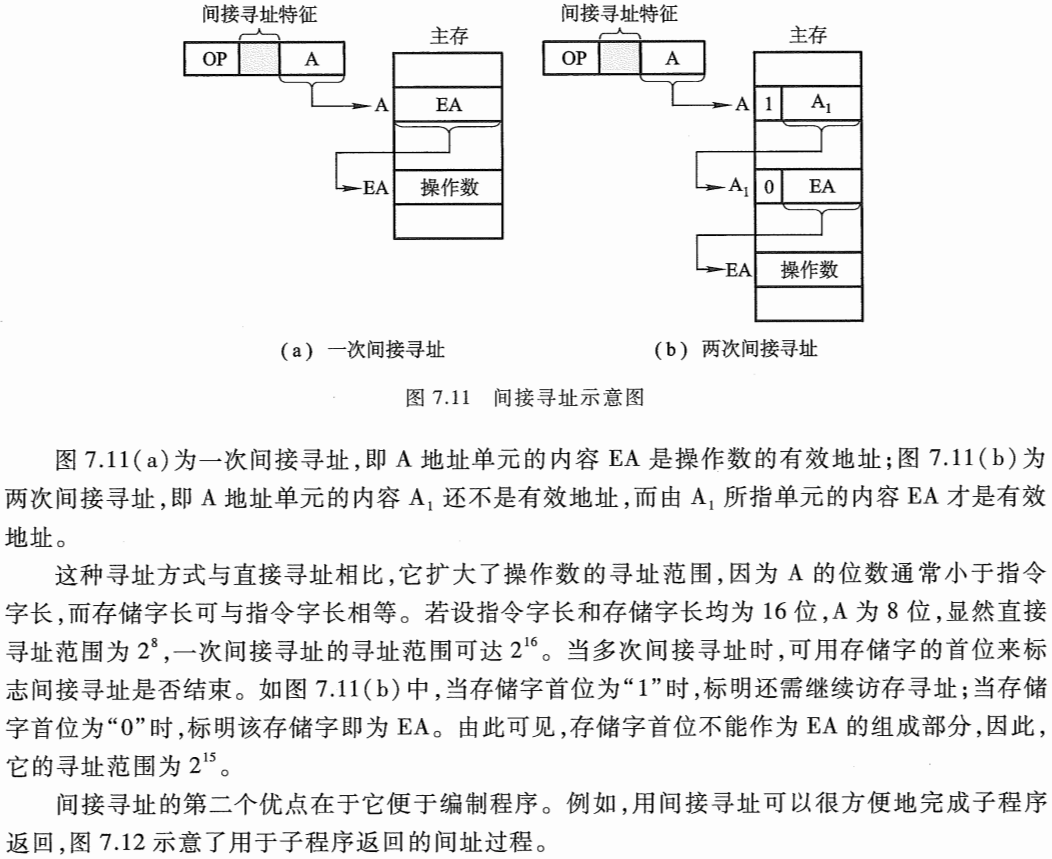 间接寻址特征
OP A
主存
A EA
EA 操作数
(a) 一次间接寻址
间接寻址特征
OP A
主存
A 1 A₁
A₁ 0 EA
EA 操作数
(b) 两次间接寻址
图 7.11 间接寻址示意图
图 7.11(a)为一次间接寻址,即 A 地址单元的内容 EA 是操作数的有效地址;图 7.11(b)为
两次间接寻址,即 A 地址单元的内容 A₁ 还不是有效地址,而由 A₁ 所指单元的内容 EA 才是有效
地址。
这种寻址方式与直接寻址相比,它扩大了操作数的寻址范围,因为 A 的位数通常小于指令
字长,而存储字长可与指令字长相等。若设指令字长和存储字长均为 16 位,A 为 8 位,显然直接
寻址范围为 2⁸,一次间接寻址的寻址范围可达 2¹⁶。当多次间接寻址时,可用存储字的首位来标
志间接寻址是否结束。如图 7.11(b)中,当存储字首位为“1”时,标明还需继续访存寻址;当存储
字首位为“0”时,标明该存储字即为 EA。由此可见,存储字首位不能作为 EA 的组成部分,因此,
它的寻址范围为 2¹⁵。
间接寻址的第二个优点在于它便于编制程序。例如,用间接寻址可以很方便地完成子程序
返回,图 7.12 示意了用于子程序返回的间址过程。